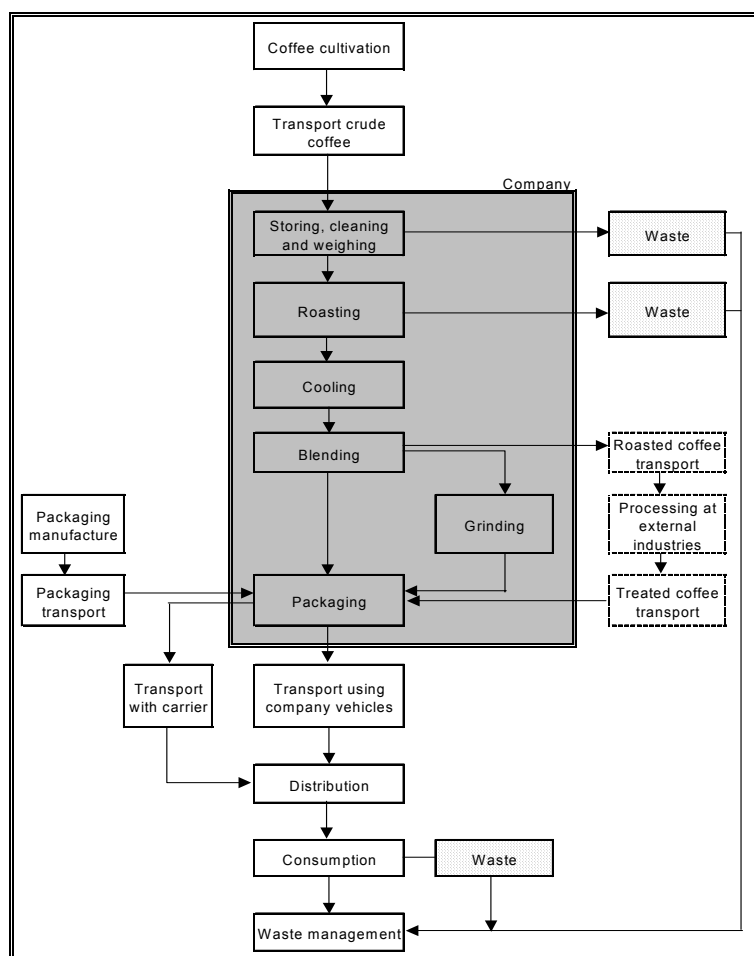 Coffee cultivation
Transport crude
coffee
Company
Storing, cleaning
and weighing
Waste
Roasting
Waste
Cooling
Blending
Roasted coffee
transport
Grinding
Processing at
external
industries
Packaging
manufacture
Packaging
transport
Packaging
Treated coffee
transport
Transport
with carrier
Transport using
company vehicles
Distribution
Consumption
Waste
Waste management